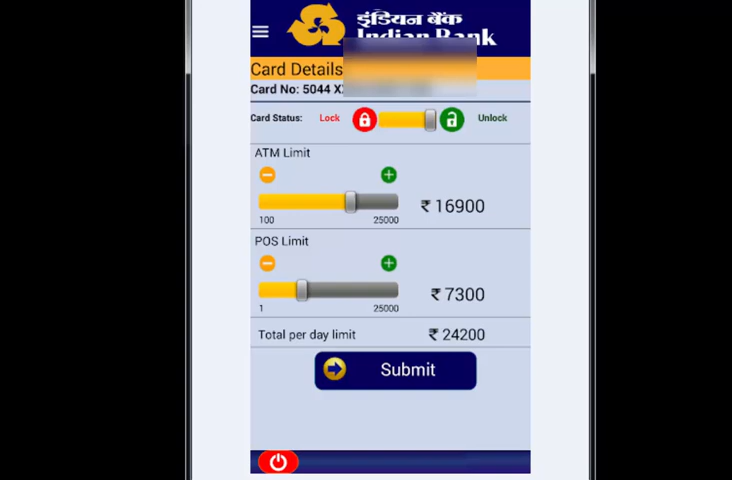 इंडियन बैंक
Indian Bank
Card Details
Card No: 5044 X
Card Status: Lock Unlock
ATM Limit
₹ 16900
100 25000
POS Limit
₹ 7300
1 25000
Total per day limit ₹ 24200
Submit